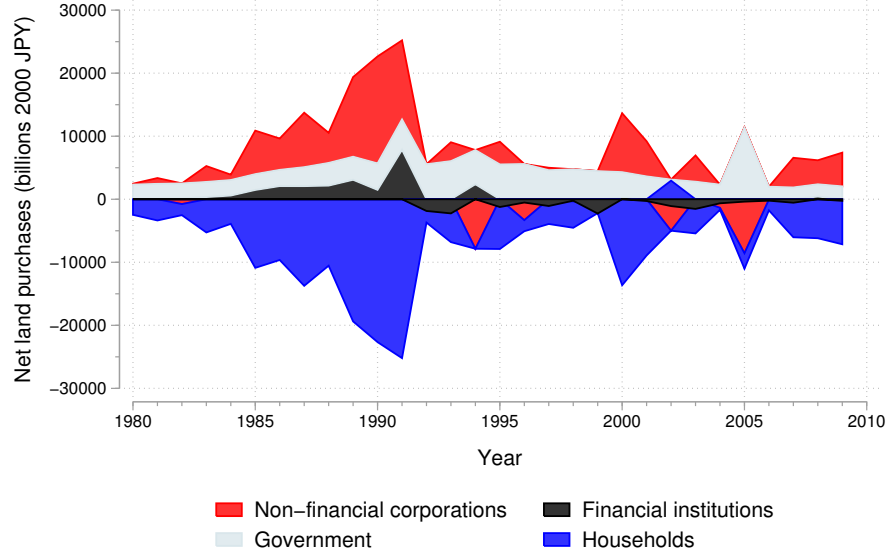 Net land purchases (billions 2000 JPY)
30000
20000
10000
0
−10000
−20000
−30000
1980 1985 1990 1995 2000 2005 2010
Year
Non−financial corporations Financial institutions
Government Households